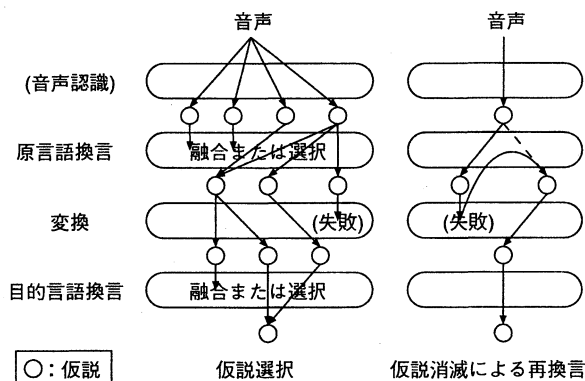 音声
音声
(音声認識)
原言語換言
融合または選択
変換
(失敗)
(失敗)
目的言語換言
融合または選択
○:仮説
仮説選択
仮説消滅による再換言